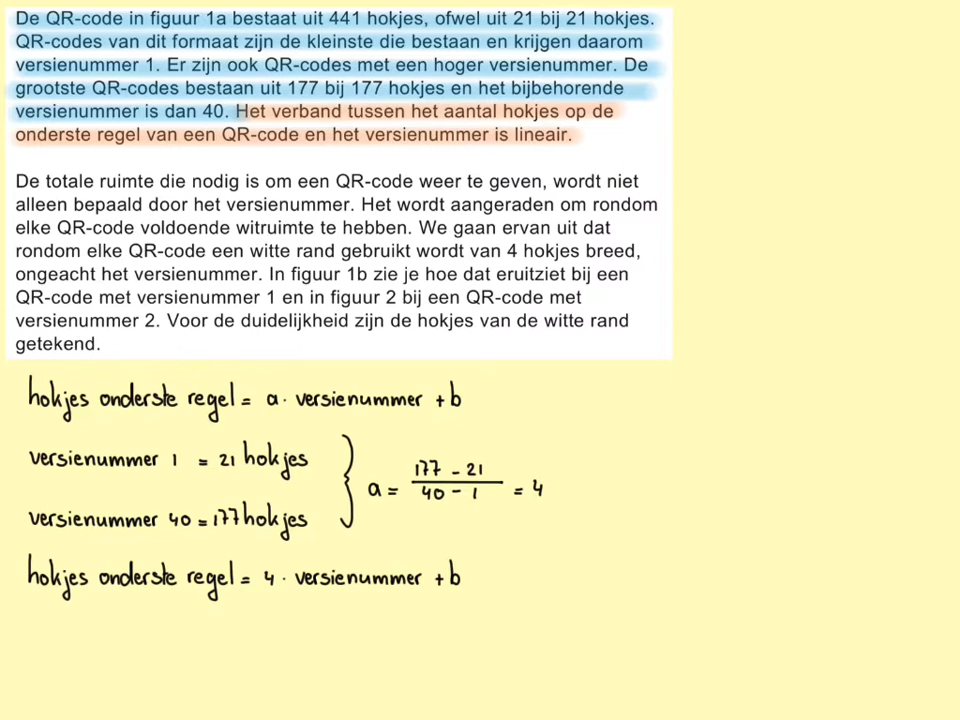 De QR-code in figuur 1a bestaat uit 441 hokjes, ofwel uit 21 bij 21 hokjes.
QR-codes van dit formaat zijn de kleinste die bestaan en krijgen daarom
versienummer 1. Er zijn ook QR-codes met een hoger versienummer. De
grootste QR-codes bestaan uit 177 bij 177 hokjes en het bijbehorende
versienummer is dan 40. Het verband tussen het aantal hokjes op de
onderste regel van een QR-code en het versienummer is lineair.
De totale ruimte die nodig is om een QR-code weer te geven, wordt niet
alleen bepaald door het versienummer. Het wordt aangeraden om rondom
elke QR-code voldoende witruimte te hebben. We gaan ervan uit dat
rondom elke QR-code een witte rand gebruikt wordt van 4 hokjes breed,
ongeacht het versienummer. In figuur 1b zie je hoe dat eruitziet bij een
QR-code met versienummer 1 en in figuur 2 bij een QR-code met
versienummer 2. Voor de duidelijkheid zijn de hokjes van de witte rand
getekend.
hokjes onderste regel = a · versienummer + b
versienummer 1 = 21 hokjes
versienummer 40 = 177 hokjes
a = (177 - 21) / (40 - 1) = 4
hokjes onderste regel = 4 · versienummer + b